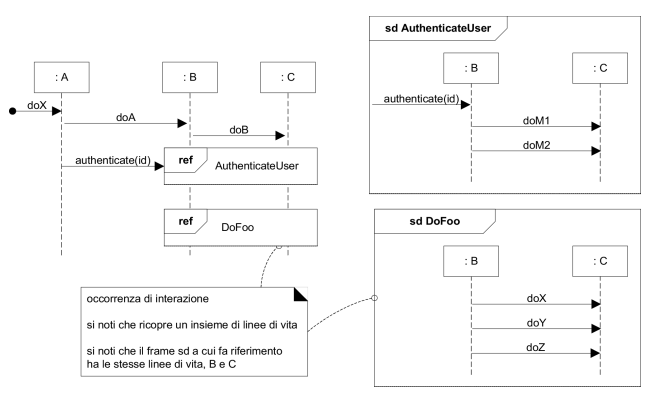 : A
: B
: C
doX
doA
doB
authenticate(id)
ref
AuthenticateUser
ref
DoFoo
occorrenza di interazione
si noti che ricopre un insieme di linee di vita
si noti che il frame sd a cui fa riferimento
ha le stesse linee di vita, B e C
sd AuthenticateUser
: B
: C
authenticate(id)
doM1
doM2
sd DoFoo
: B
: C
doX
doY
doZ